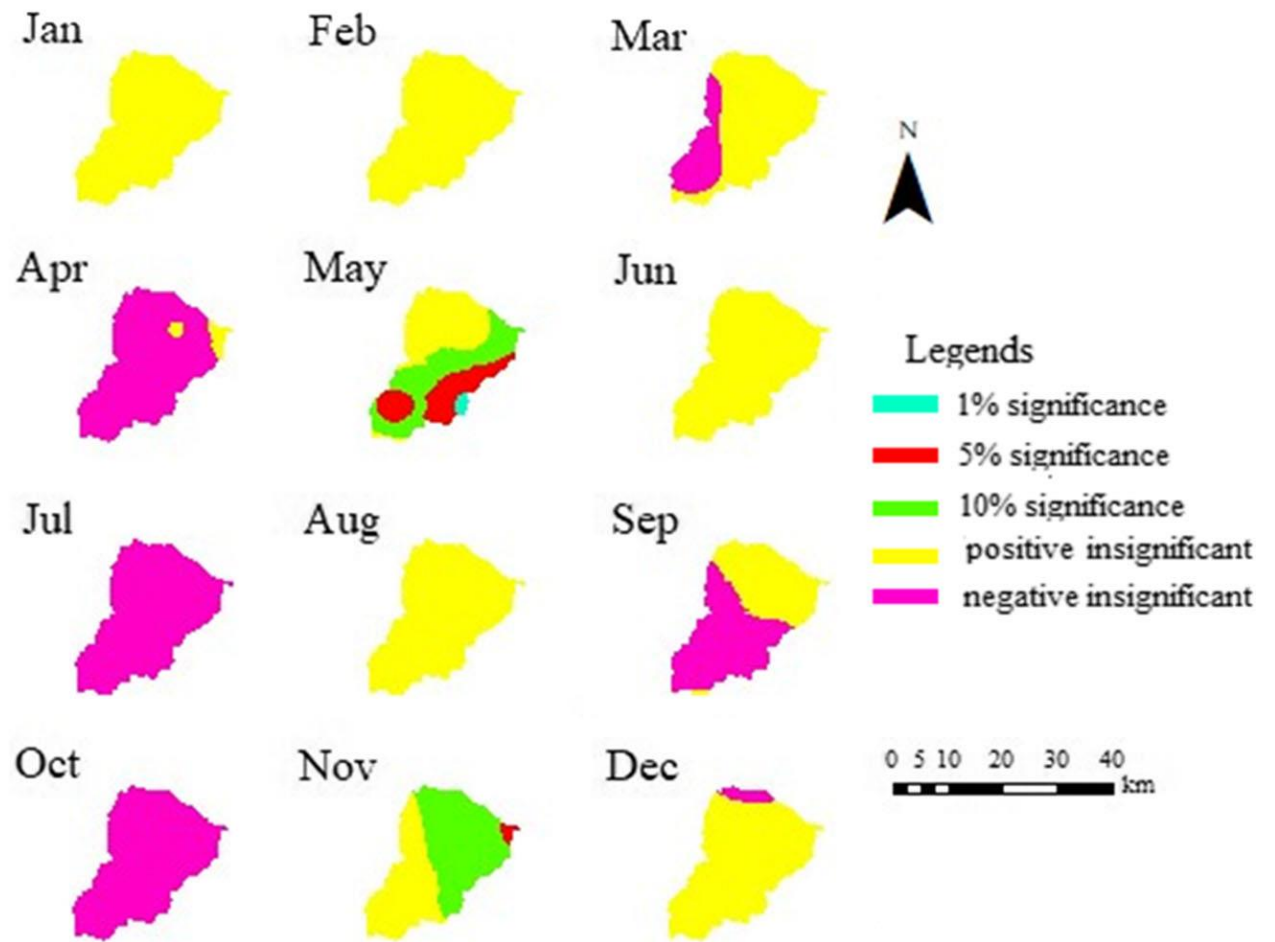 Jan
Feb
Mar
N
Apr
May
Jun
Legends
1% significance
5% significance
10% significance
positive insignificant
negative insignificant
Jul
Aug
Sep
Oct
Nov
Dec
0 5 10 20 30 40
km